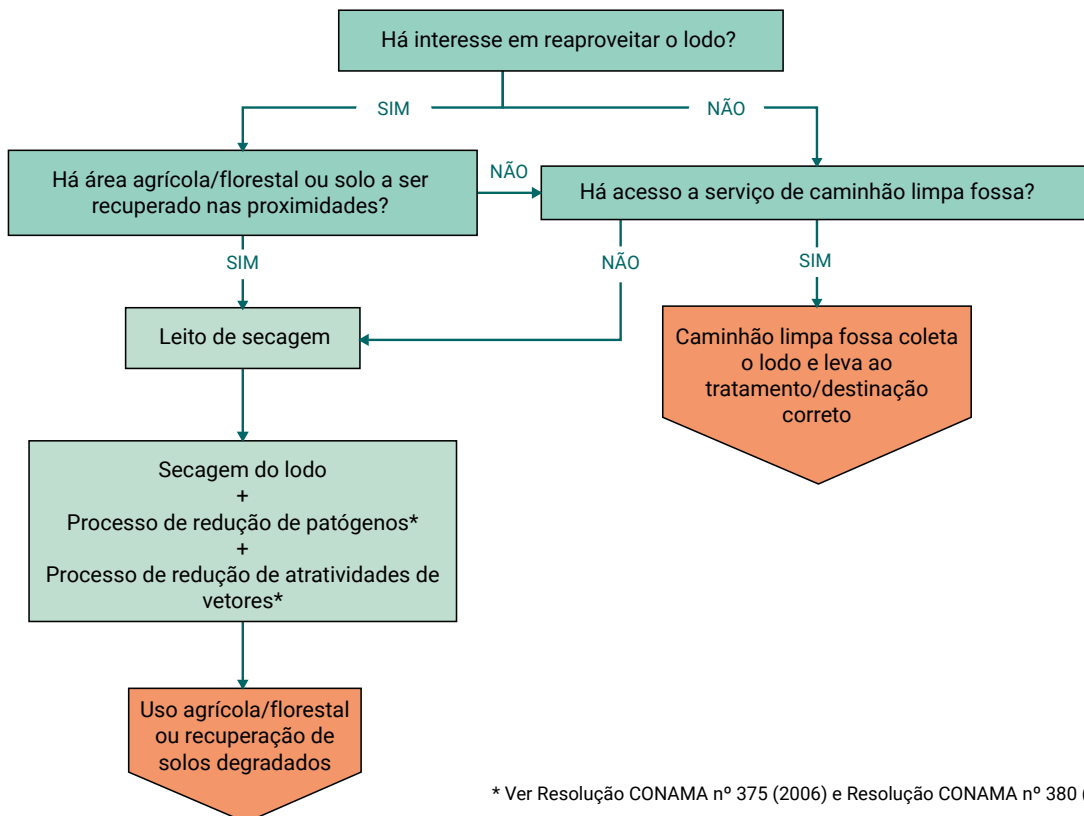 Há interesse em reaproveitar o lodo?
SIM
NÃO
Há área agrícola/florestal ou solo a ser
recuperado nas proximidades?
NÃO
Há acesso a serviço de caminhão limpa fossa?
SIM
NÃO
SIM
Leito de secagem
Caminhão limpa fossa coleta
o lodo e leva ao
tratamento/destinação
correto
Secagem do lodo
+
Processo de redução de patógenos*
+
Processo de redução de atratividades de
vetores*
Uso agrícola/florestal
ou recuperação de
solos degradados
* Ver Resolução CONAMA nº 375 (2006) e Resolução CONAMA nº 380 (